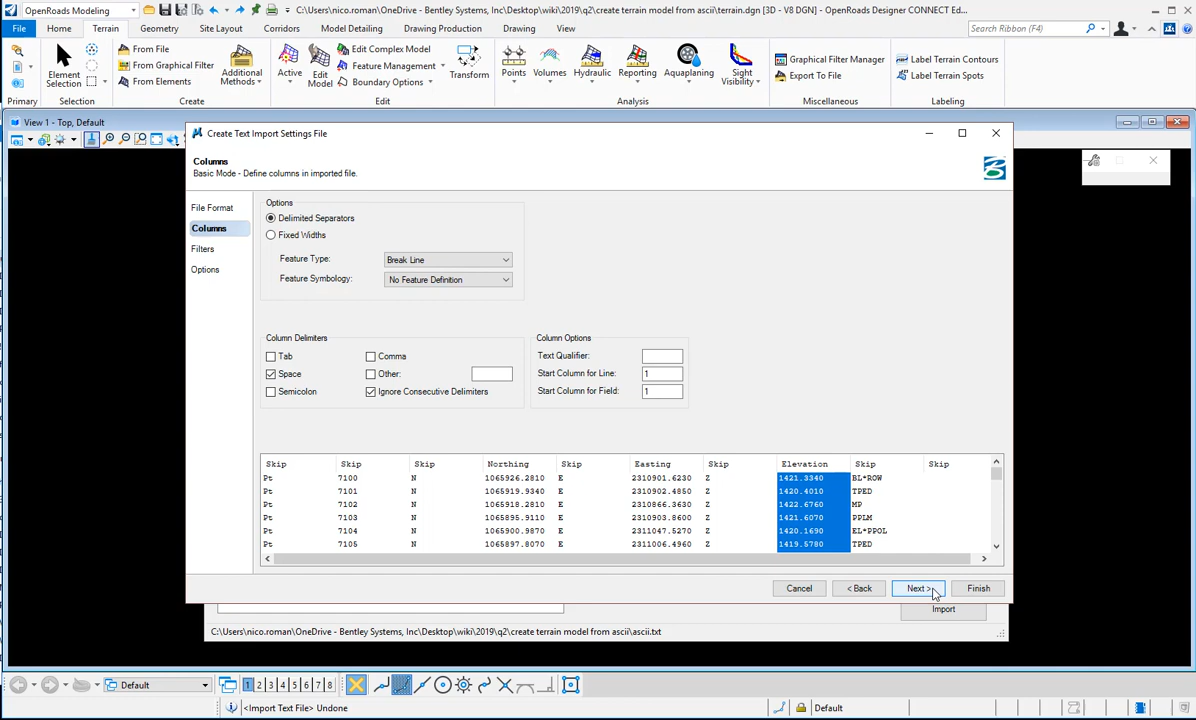 OpenRoads Modeling
C:\Users\nico.roman\OneDrive - Bentley Systems, Inc\Desktop\wiki\2019\q2\create terrain model from ascii\terrain.dgn [3D - V8 DGN] - OpenRoads Designer CONNECT Ed...
File Home Terrain Geometry Site Layout Corridors Model Detailing Drawing Production Drawing View
Search Ribbon (F4)
Element Selection
Primary
Selection
From File
From Graphical Filter
From Elements
Additional Methods
Create
Active
Edit Model
Edit Complex Model
Feature Management
Boundary Options
Transform
Edit
Points
Volumes
Hydraulic
Reporting
Aquaplaning
Sight Visibility
Analysis
Graphical Filter Manager
Export To File
Miscellaneous
Label Terrain Contours
Label Terrain Spots
Labeling
View 1 - Top, Default
Create Text Import Settings File
Columns
Basic Mode - Define columns in imported file.
File Format
Columns
Filters
Options
Options
Delimited Separators
Fixed Widths
Feature Type: Break Line
Feature Symbology: No Feature Definition
Column Delimiters
Tab Comma
Space Other:
Semicolon Ignore Consecutive Delimiters
Column Options
Text Qualifier:
Start Column for Line: 1
Start Column for Field: 1
Skip Skip Skip Northing Skip Easting Skip Elevation Skip Skip
Pt 7100 N 1065926.2810 E 2310901.6230 Z 1421.3340 BL*ROW
Pt 7101 N 1065919.9340 E 2310902.4850 Z 1420.4010 TPED
Pt 7102 N 1065918.2810 E 2310866.3630 Z 1422.6760 MP
Pt 7103 N 1065895.9110 E 2310903.8600 Z 1421.6070 PPLM
Pt 7104 N 1065900.9870 E 2311047.5270 Z 1420.1690 EL*PPOL
Pt 7105 N 1065897.8070 E 2311006.4960 Z 1419.5780 TPED
Cancel < Back Next > Finish
Import
C:\Users\nico.roman\OneDrive - Bentley Systems, Inc\Desktop\wiki\2019\q2\create terrain model from ascii\ascii.txt
Default
1 2 3 4 5 6 7 8
<Import Text File> Undone
Default